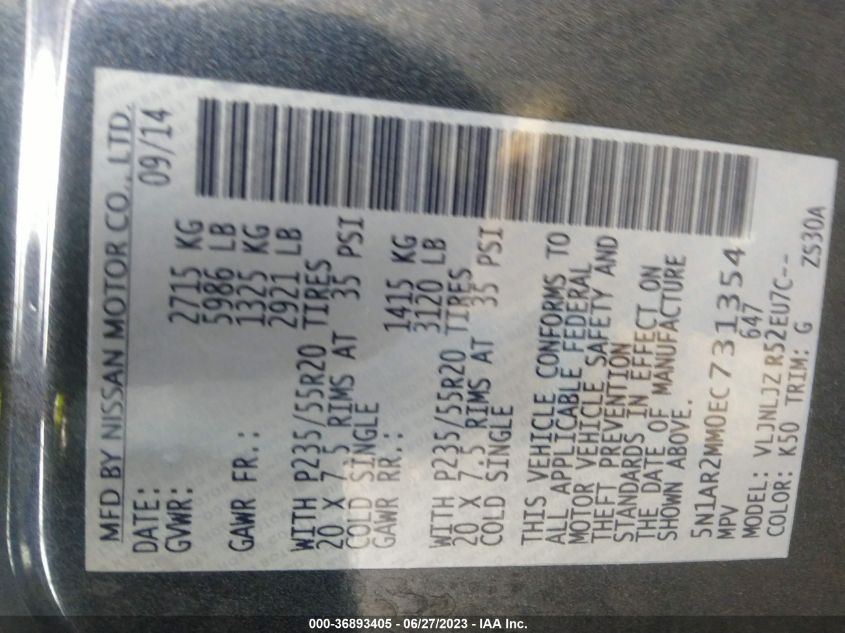 MFD BY NISSAN MOTOR CO., LTD.
DATE: 09/14
GVWR: 2715 KG
5986 LB
GAWR FR.: 1325 KG
2921 LB
WITH P235/55R20 TIRES
20 X 7.5 RIMS AT 35 PSI
COLD SINGLE
GAWR RR.: 1415 KG
3120 LB
WITH P235/55R20 TIRES
20 X 7.5 RIMS AT 35 PSI
COLD SINGLE
THIS VEHICLE CONFORMS TO
ALL APPLICABLE FEDERAL
MOTOR VEHICLE SAFETY AND
THEFT PREVENTION
STANDARDS IN EFFECT ON
THE DATE OF MANUFACTURE
SHOWN ABOVE.
5N1AR2MM0EC731354
MPV 647
MODEL: VLJNLJZ R52EU7C--
COLOR: K50 TRIM: G ZS30A
000-36893405 - 06/27/2023 - IAA Inc.